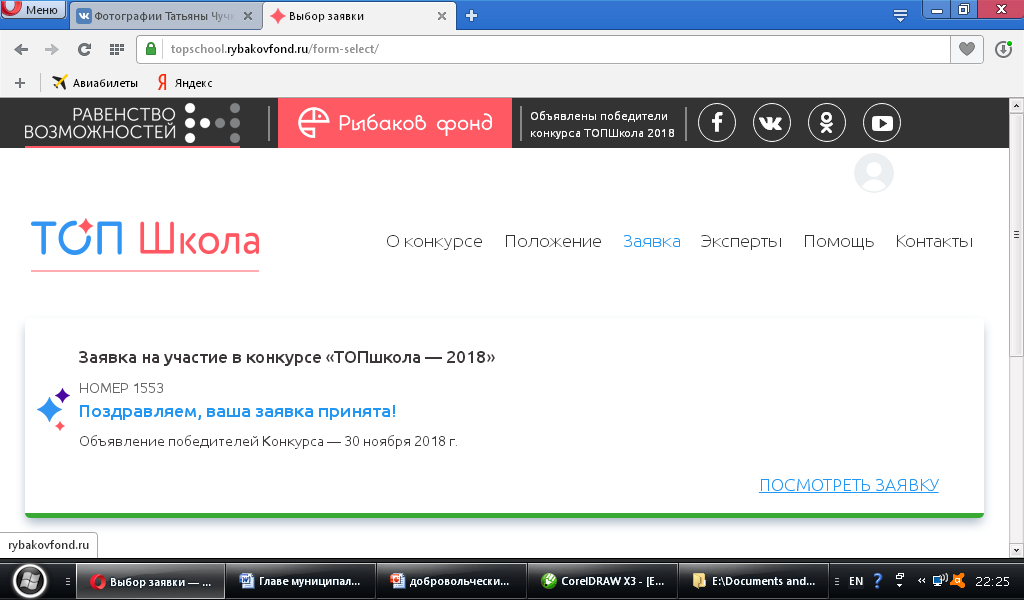 Меню
Фотографии Татьяны Чучк
Выбор заявки
topschool.rybakovfond.ru/form-select/
Авиабилеты
Яндекс
РАВЕНСТВО
ВОЗМОЖНОСТЕЙ
Рыбаков фонд
Объявлены победители
конкурса ТОПШкола 2018
ТОП Школа
О конкурсе
Положение
Заявка
Эксперты
Помощь
Контакты
Заявка на участие в конкурсе «ТОПшкола — 2018»
НОМЕР 1553
Поздравляем, ваша заявка принята!
Объявление победителей Конкурса — 30 ноября 2018 г.
ПОСМОТРЕТЬ ЗАЯВКУ
rybakovfond.ru
Выбор заявки — ...
Главе муниципал...
добровольчески...
CorelDRAW X3 - [E...
E:\Documents and...
EN
22:25